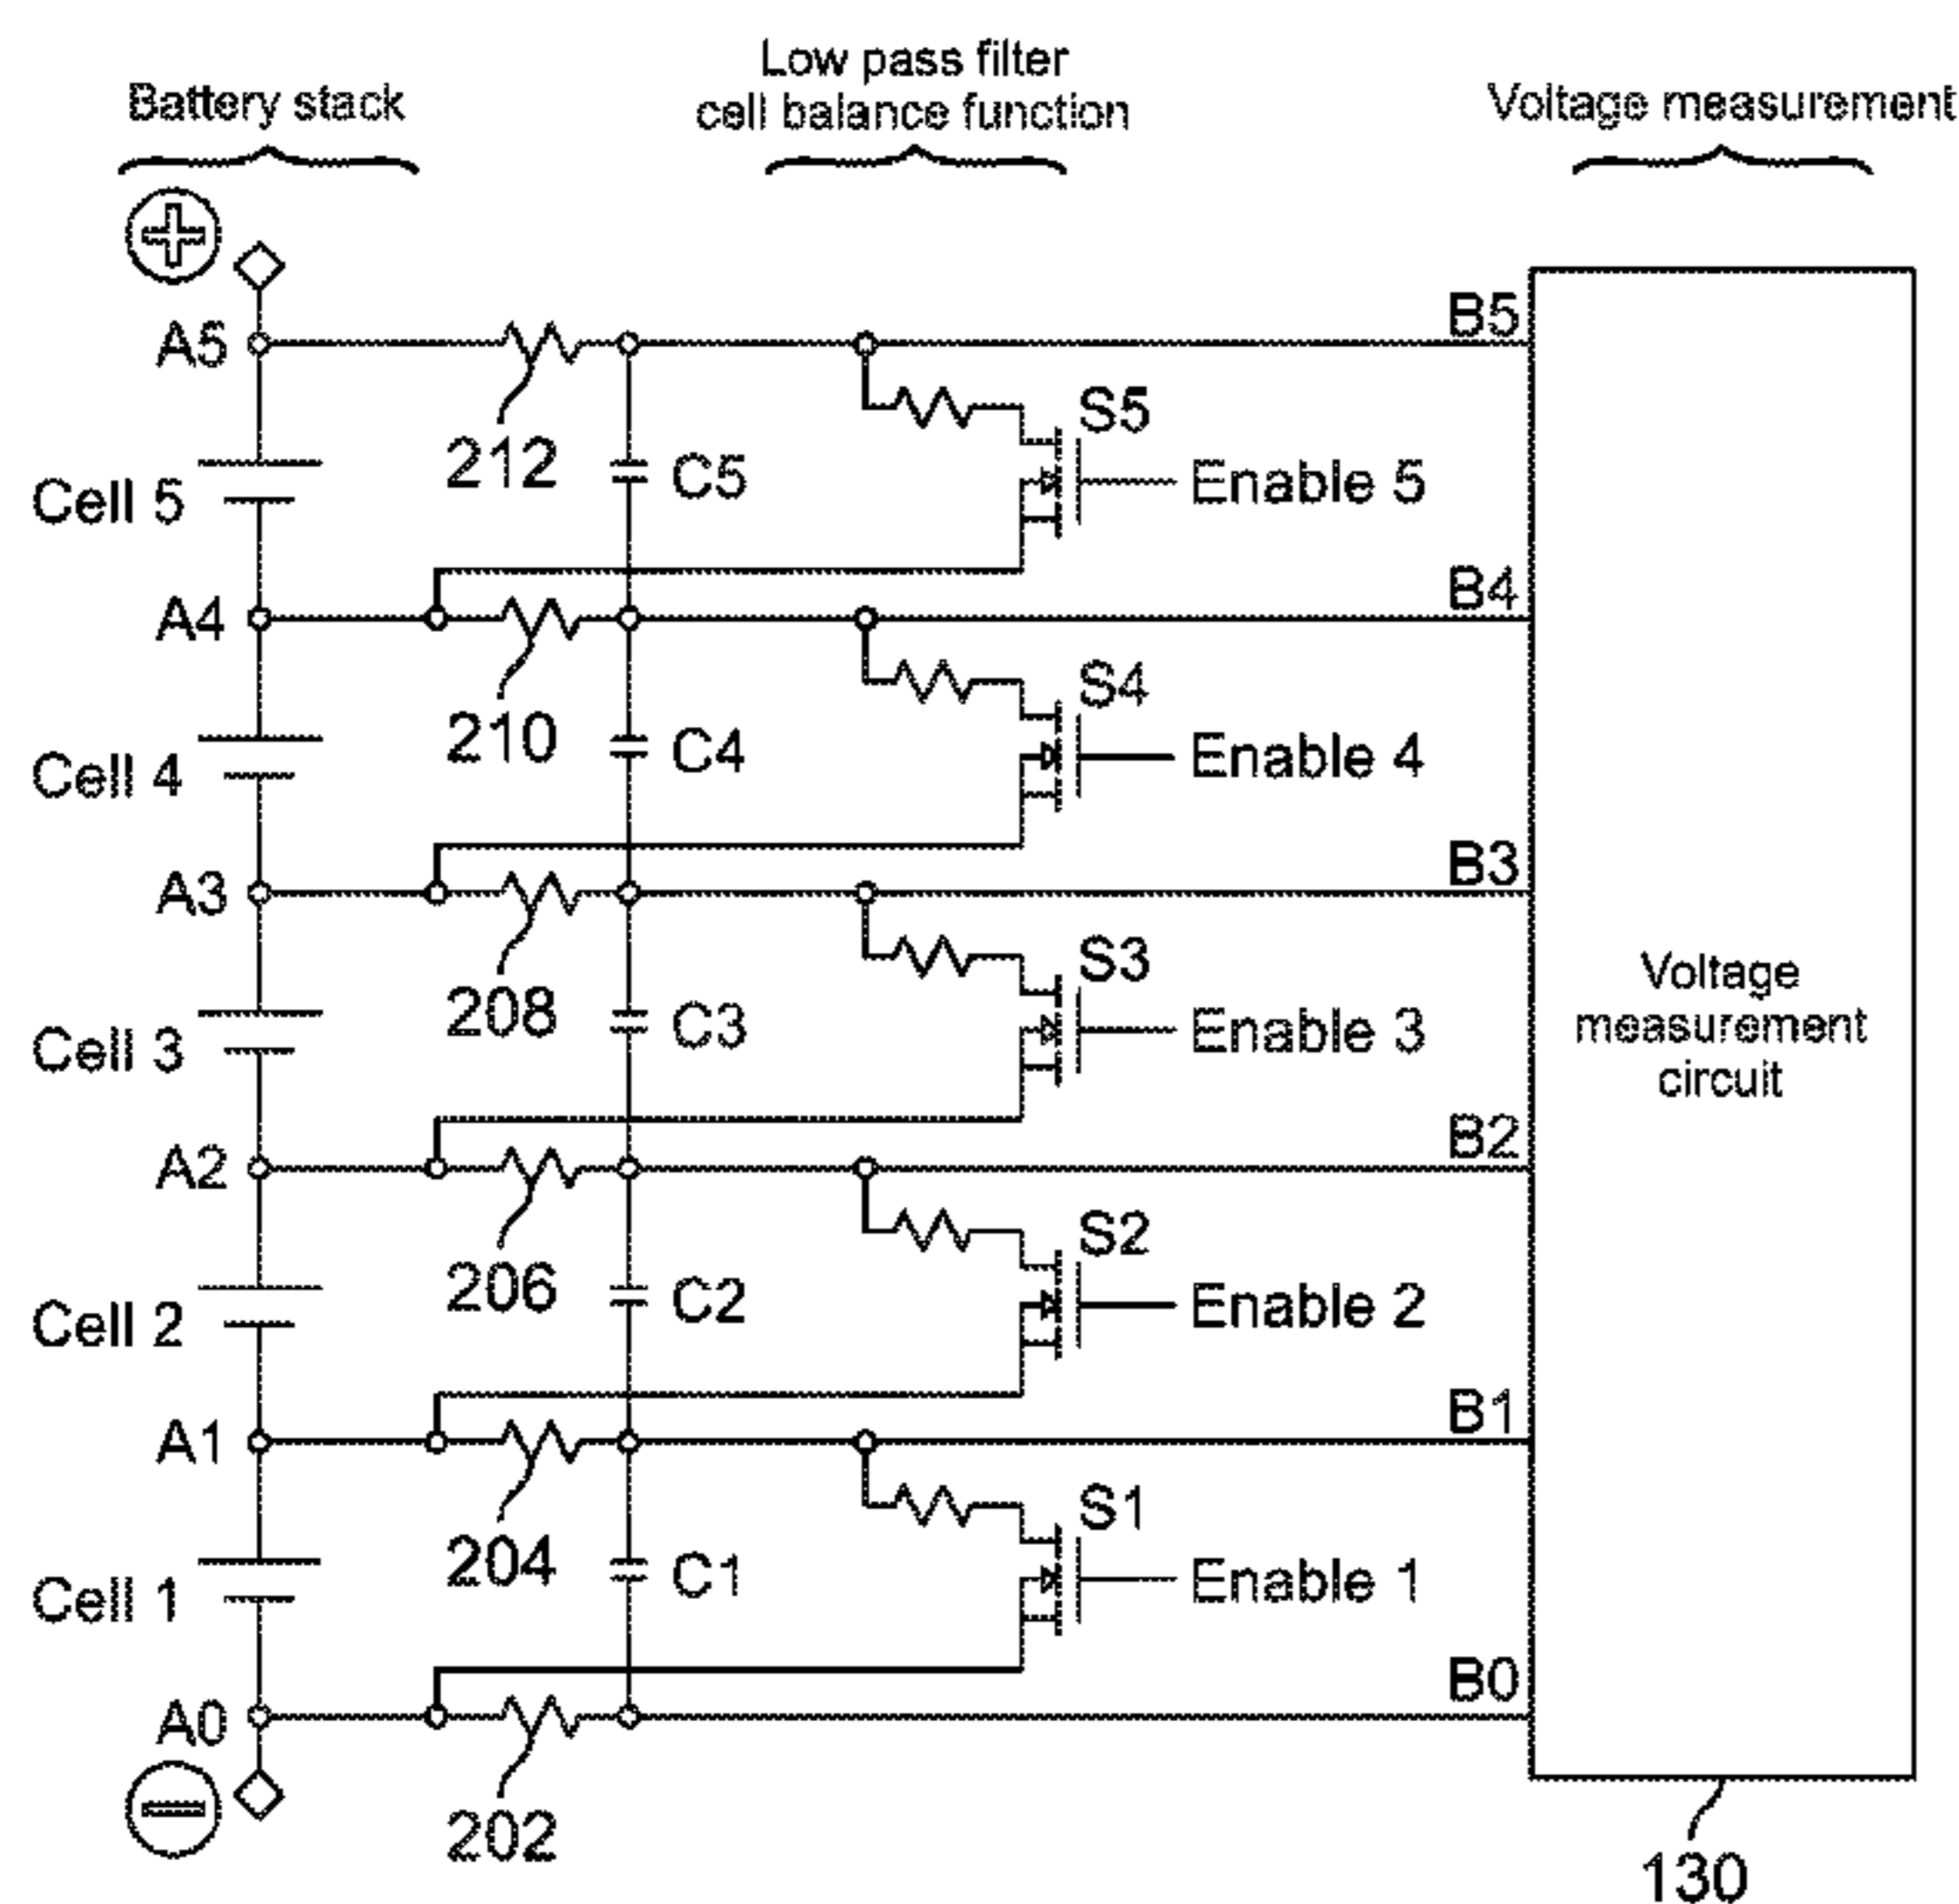 Battery stack
Low pass filter
cell balance function
Voltage measurement
A5
B5
S5
212
C5
Enable 5
Cell 5
A4
B4
S4
210
C4
Enable 4
Cell 4
A3
B3
S3
208
C3
Enable 3
Cell 3
Voltage
measurement
circuit
A2
B2
S2
206
C2
Enable 2
Cell 2
A1
B1
S1
204
C1
Enable 1
Cell 1
A0
B0
202
130